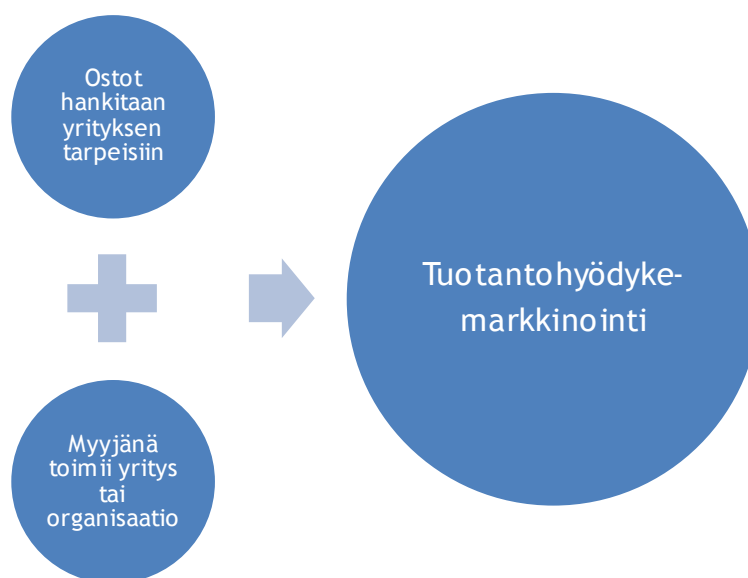 Ostot
hankitaan
yrityksen
tarpeisiin
Myyjänä
toimii yritys
tai
organisaatio
Tuotantohyödyke-
markkinointi